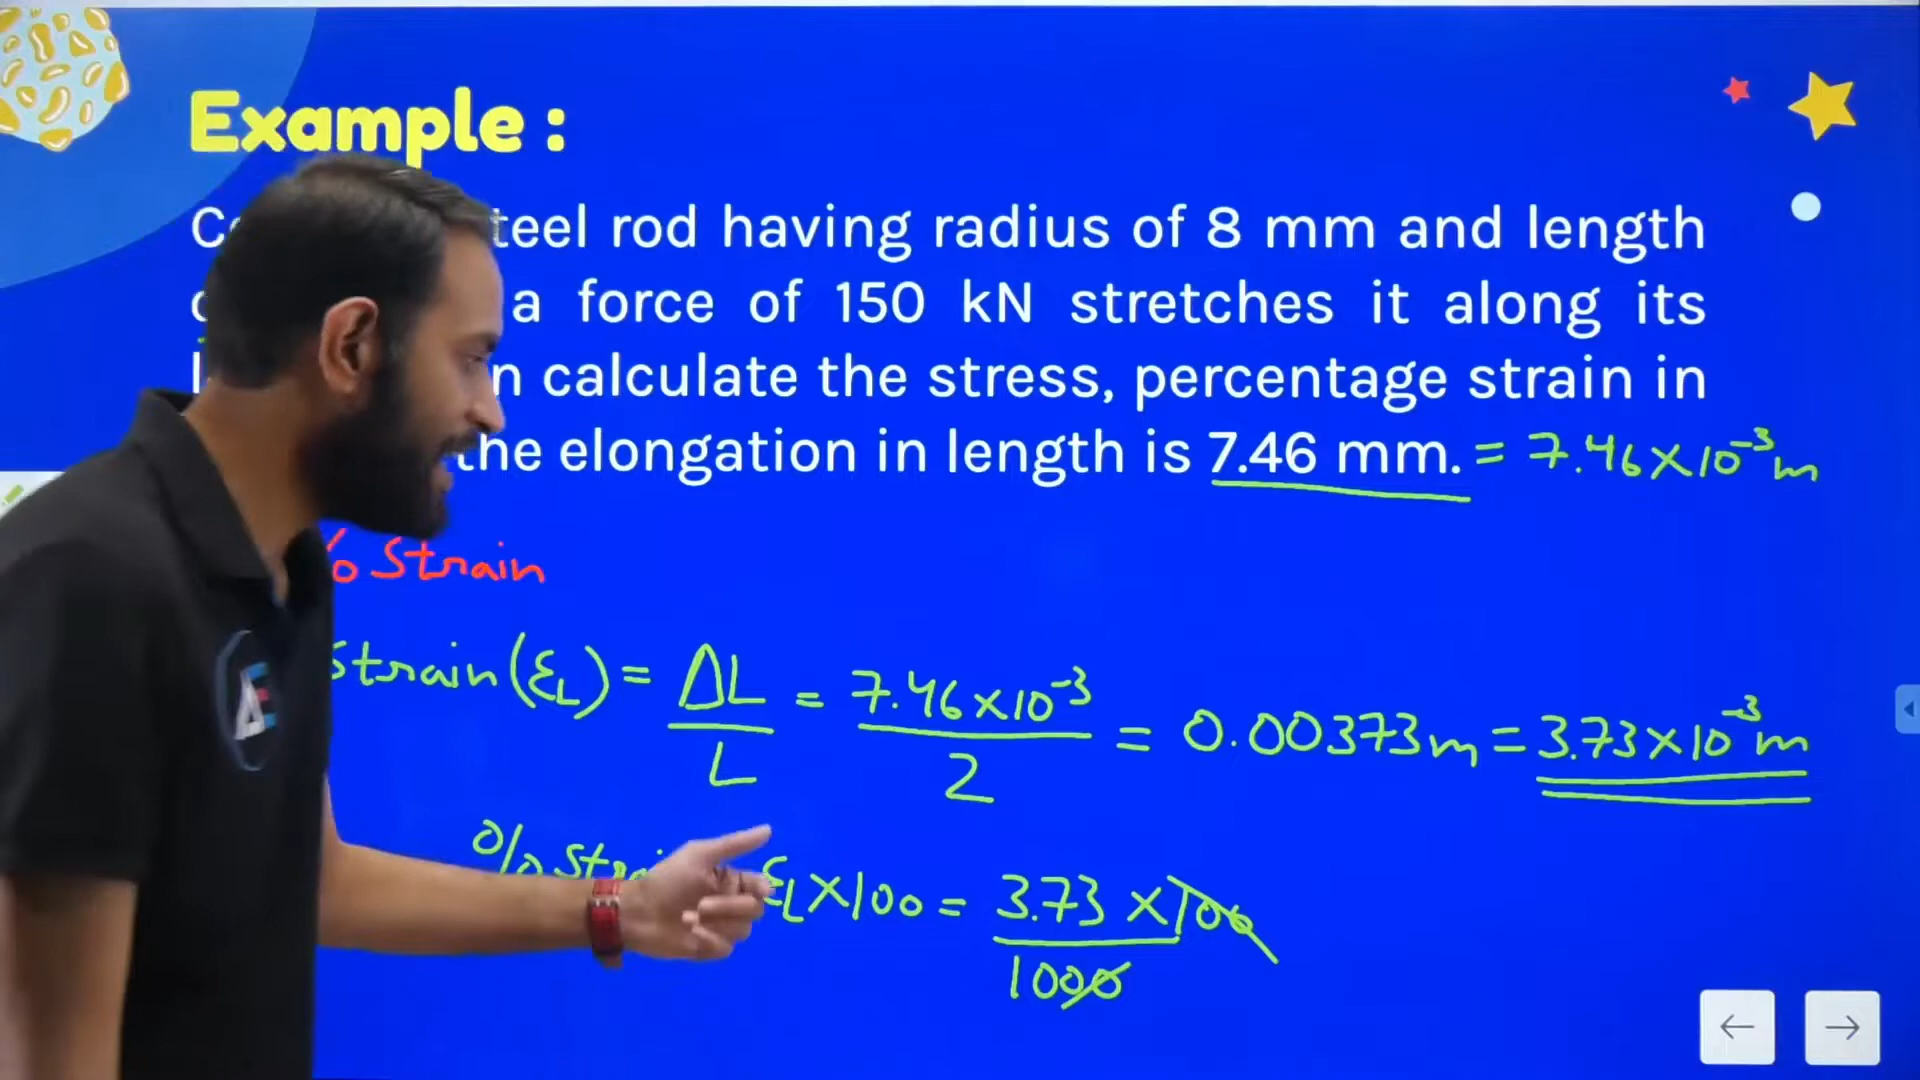 Example :
teel rod having radius of 8 mm and length
a force of 150 kN stretches it along its
calculate the stress, percentage strain in
the elongation in length is 7.46 mm. = 7.46×10⁻³m
% Strain
Strain (εL) = ΔL/L = 7.46×10⁻³/2 = 0.00373m = 3.73×10⁻³m
% Stra εL×100 = 3.73 ×100/1000